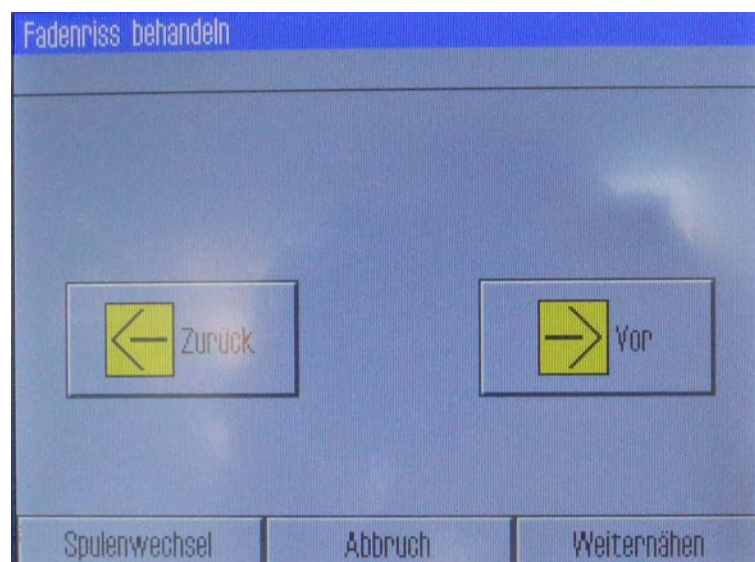 Fadenriss behandeln
Zurück
Vor
Spulenwechsel
Abbruch
Weiternähen